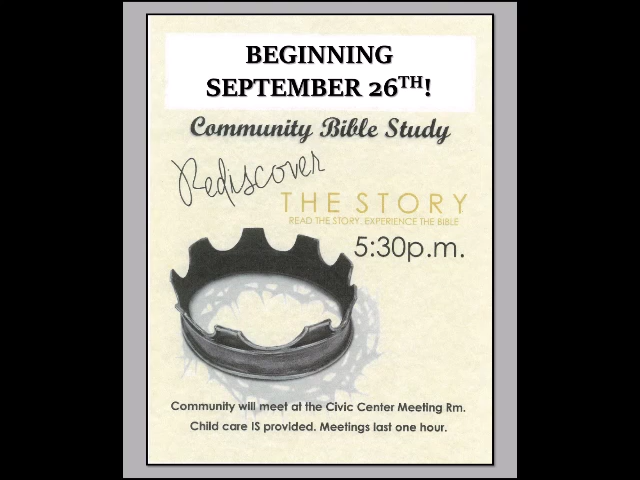 BEGINNING
SEPTEMBER 26TH!
Community Bible Study
Rediscover
THE STORY
READ THE STORY. EXPERIENCE THE BIBLE
5:30p.m.
Community will meet at the Civic Center Meeting Rm.
Child care IS provided. Meetings last one hour.